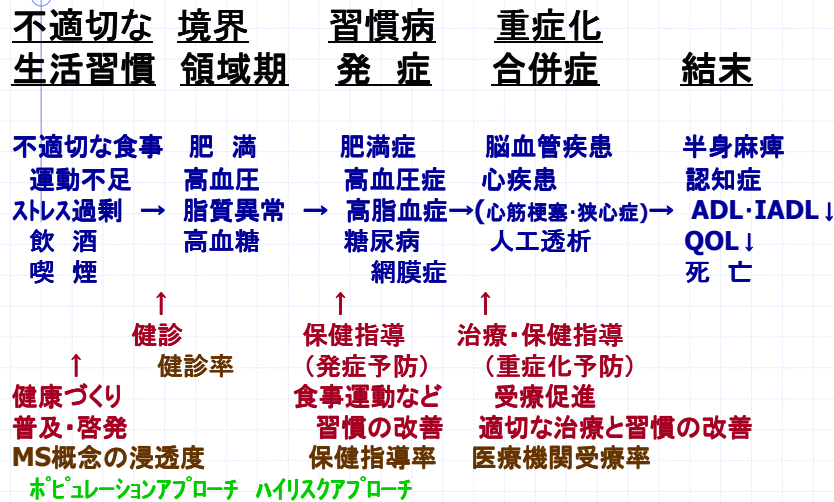 不適切な 境界 習慣病 重症化
生活習慣 領域期 発 症 合併症 結末
不適切な食事 肥 満 肥満症 脳血管疾患 半身麻痺
運動不足 高血圧 高血圧症 心疾患 認知症
ストレス過剰 → 脂質異常 → 高脂血症→(心筋梗塞･狭心症)→ ADL･IADL↓
飲 酒 高血糖 糖尿病 人工透析 QOL↓
喫 煙 網膜症 死 亡
↑ ↑ ↑
健診 保健指導 治療・保健指導
↑ 健診率 （発症予防） （重症化予防）
健康づくり 食事運動など 受療促進
普及・啓発 習慣の改善 適切な治療と習慣の改善
MS概念の浸透度 保健指導率 医療機関受療率
ﾎﾟﾋﾟｭﾚーｼｮﾝｱﾌﾟﾛｰﾁ ﾊｲﾘｽｸｱﾌﾟﾛｰﾁ